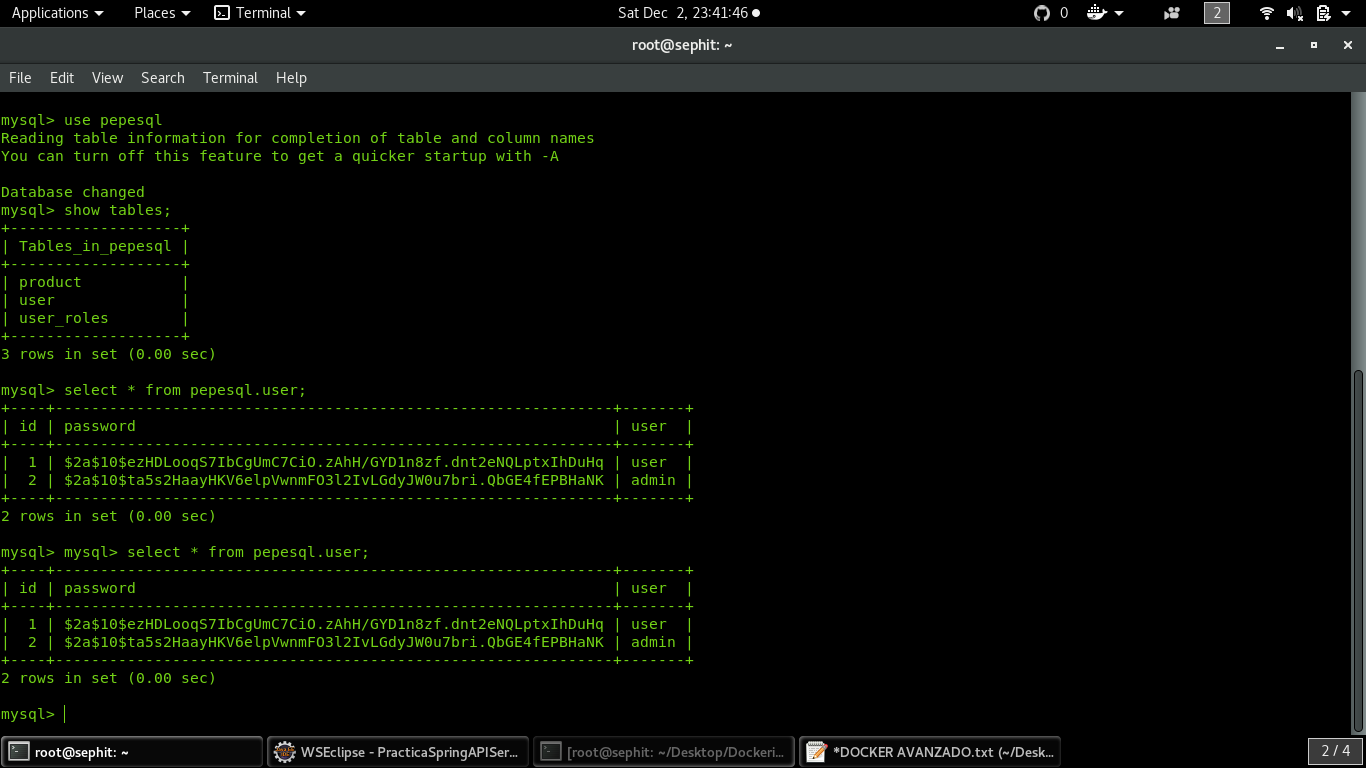 Applications Places Terminal Sat Dec 2, 23:41:46 0 2
root@sephit: ~
File Edit View Search Terminal Help
mysql> use pepesql
Reading table information for completion of table and column names
You can turn off this feature to get a quicker startup with -A
Database changed
mysql> show tables;
+-------------------+
| Tables_in_pepesql |
+-------------------+
| product           |
| user              |
| user_roles        |
+-------------------+
3 rows in set (0.00 sec)
mysql> select * from pepesql.user;
+----+--------------------------------------------------------------+-------+
| id | password                                                     | user  |
+----+--------------------------------------------------------------+-------+
|  1 | $2a$10$ezHDLooqS7IbCgUmC7CiO.zAhH/GYD1n8zf.dnt2eNQLptxIhDuHq | user  |
|  2 | $2a$10$ta5s2HaayHKV6elpVwnmFO3l2IvLGdyJW0u7bri.QbGE4fEPBHaNK | admin |
+----+--------------------------------------------------------------+-------+
2 rows in set (0.00 sec)
mysql> mysql> select * from pepesql.user;
+----+--------------------------------------------------------------+-------+
| id | password                                                     | user  |
+----+--------------------------------------------------------------+-------+
|  1 | $2a$10$ezHDLooqS7IbCgUmC7CiO.zAhH/GYD1n8zf.dnt2eNQLptxIhDuHq | user  |
|  2 | $2a$10$ta5s2HaayHKV6elpVwnmFO3l2IvLGdyJW0u7bri.QbGE4fEPBHaNK | admin |
+----+--------------------------------------------------------------+-------+
2 rows in set (0.00 sec)
mysql>
root@sephit: ~ WSEclipse - PracticaSpringAPISer... [root@sephit: ~/Desktop/Dockeri... *DOCKER AVANZADO.txt (~/Desk... 2 / 4